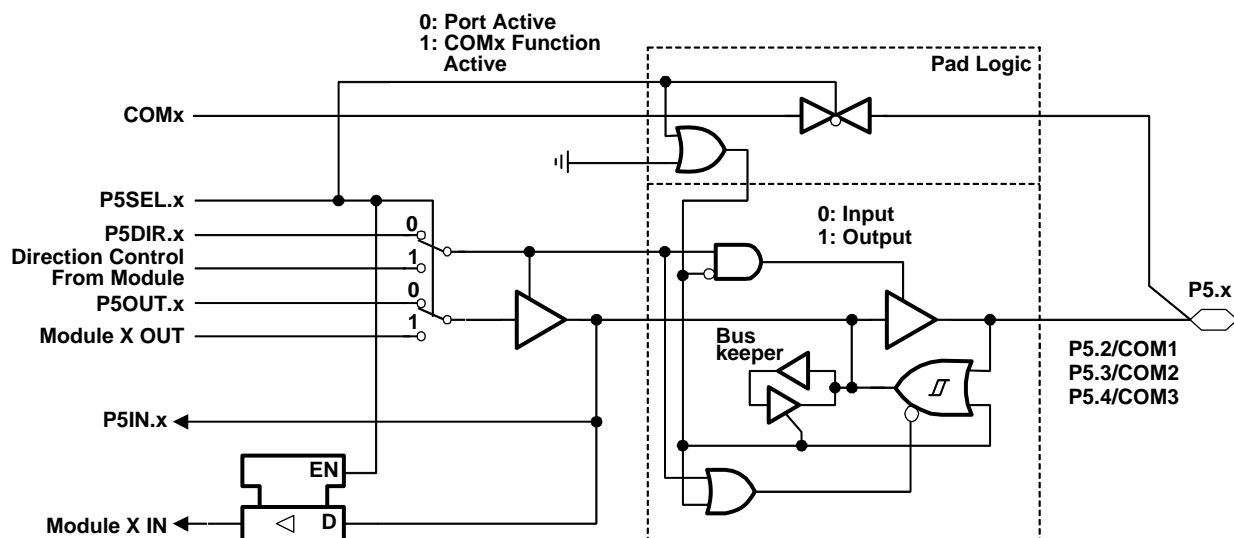 0: Port Active
1: COMx Function
Active
Pad Logic
COMx
P5SEL.x
P5DIR.x
0
Direction Control
From Module
1
P5OUT.x
0
Module X OUT
1
0: Input
1: Output
P5.x
Bus
keeper
P5.2/COM1
P5.3/COM2
P5.4/COM3
P5IN.x
EN
Module X IN
D